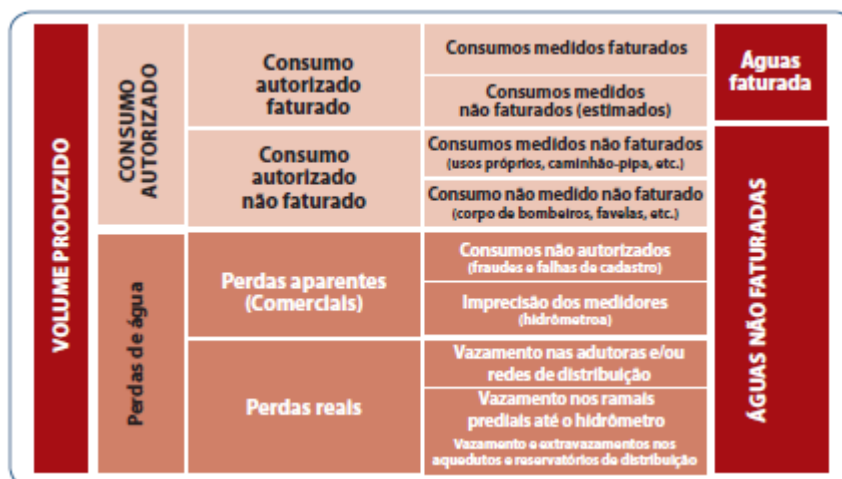 VOLUME PRODUZIDO
CONSUMO
AUTORIZADO
Consumo
autorizado
faturado
Consumos medidos faturados
Consumos medidos
não faturados (estimados)
Águas
faturada
Consumo
autorizado
não faturado
Consumos medidos não faturados
(usos próprios, caminhão-pipa, etc.)
Consumo não medido não faturado
(corpo de bombeiros, favelas, etc.)
ÁGUAS NÃO FATURADAS
Perdas de água
Perdas aparentes
(Comerciais)
Consumos não autorizados
(fraudes e falhas de cadastro)
Imprecisão dos medidores
(hidrômetroa)
Perdas reais
Vazamento nas adutoras e/ou
redes de distribuição
Vazamento nos ramais
prediais até o hidrômetro
Vazamento e extravazamentos nos
aquedutos e reservatórios de distribuição